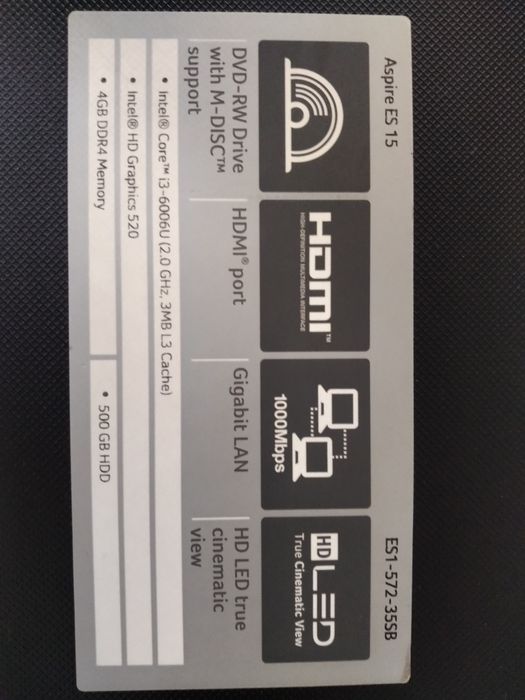 Aspire ES 15
ES1-572-35SB
HDMI™
HIGH-DEFINITION MULTIMEDIA INTERFACE
1000Mbps
HD LED
True Cinematic View
DVD-RW Drive
with M-DISC™
support
HDMI® port
Gigabit LAN
HD LED true
cinematic
view
• Intel® Core™ i3-6006U (2.0 GHz, 3MB L3 Cache)
• Intel® HD Graphics 520
• 4GB DDR4 Memory
• 500 GB HDD